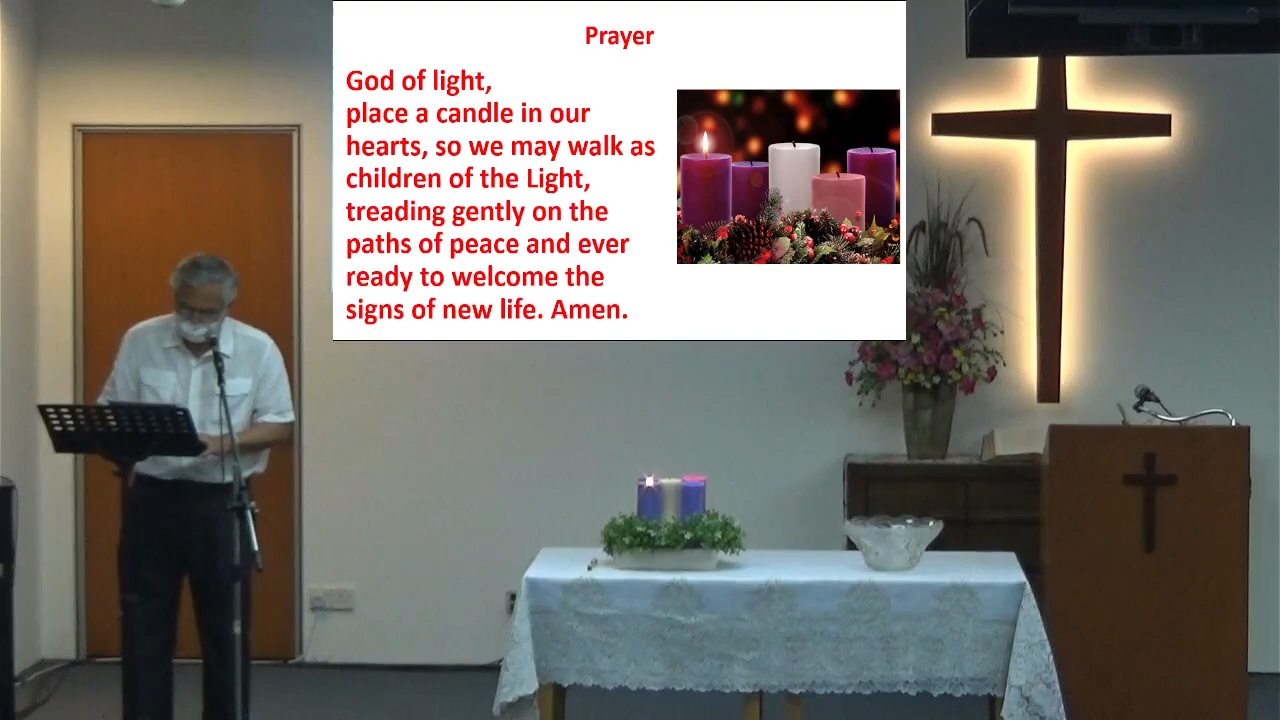 Prayer
God of light,
place a candle in our
hearts, so we may walk as
children of the Light,
treading gently on the
paths of peace and ever
ready to welcome the
signs of new life. Amen.